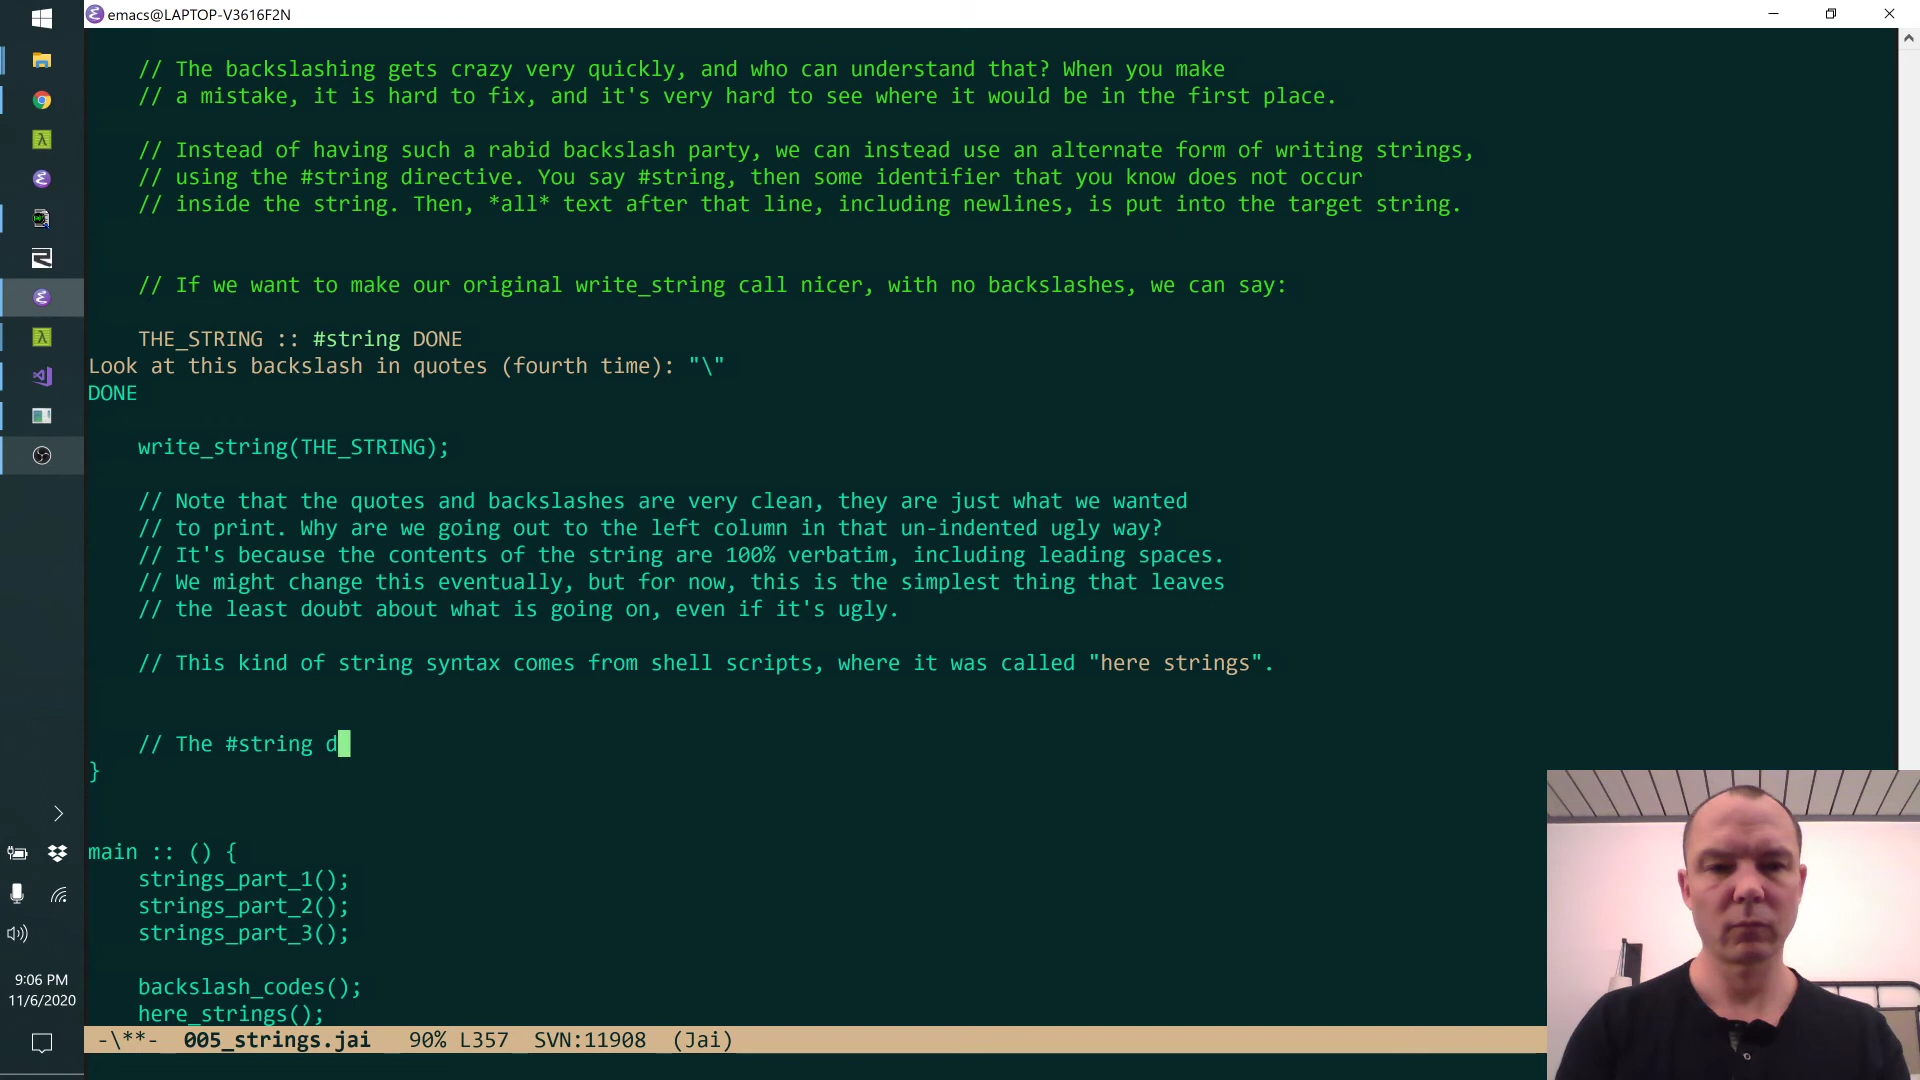 emacs@LAPTOP-V3616F2N
// The backslashing gets crazy very quickly, and who can understand that? When you make
// a mistake, it is hard to fix, and it's very hard to see where it would be in the first place.
// Instead of having such a rabid backslash party, we can instead use an alternate form of writing strings,
// using the #string directive. You say #string, then some identifier that you know does not occur
// inside the string. Then, *all* text after that line, including newlines, is put into the target string.
// If we want to make our original write_string call nicer, with no backslashes, we can say:
THE_STRING :: #string DONE
Look at this backslash in quotes (fourth time): "\"
DONE
write_string(THE_STRING);
// Note that the quotes and backslashes are very clean, they are just what we wanted
// to print. Why are we going out to the left column in that un-indented ugly way?
// It's because the contents of the string are 100% verbatim, including leading spaces.
// We might change this eventually, but for now, this is the simplest thing that leaves
// the least doubt about what is going on, even if it's ugly.
// This kind of string syntax comes from shell scripts, where it was called "here strings".
// The #string d
}
main :: () {
strings_part_1();
strings_part_2();
strings_part_3();
backslash_codes();
here_strings();
-\**- 005_strings.jai 90% L357 SVN:11908 (Jai)
9:06 PM
11/6/2020